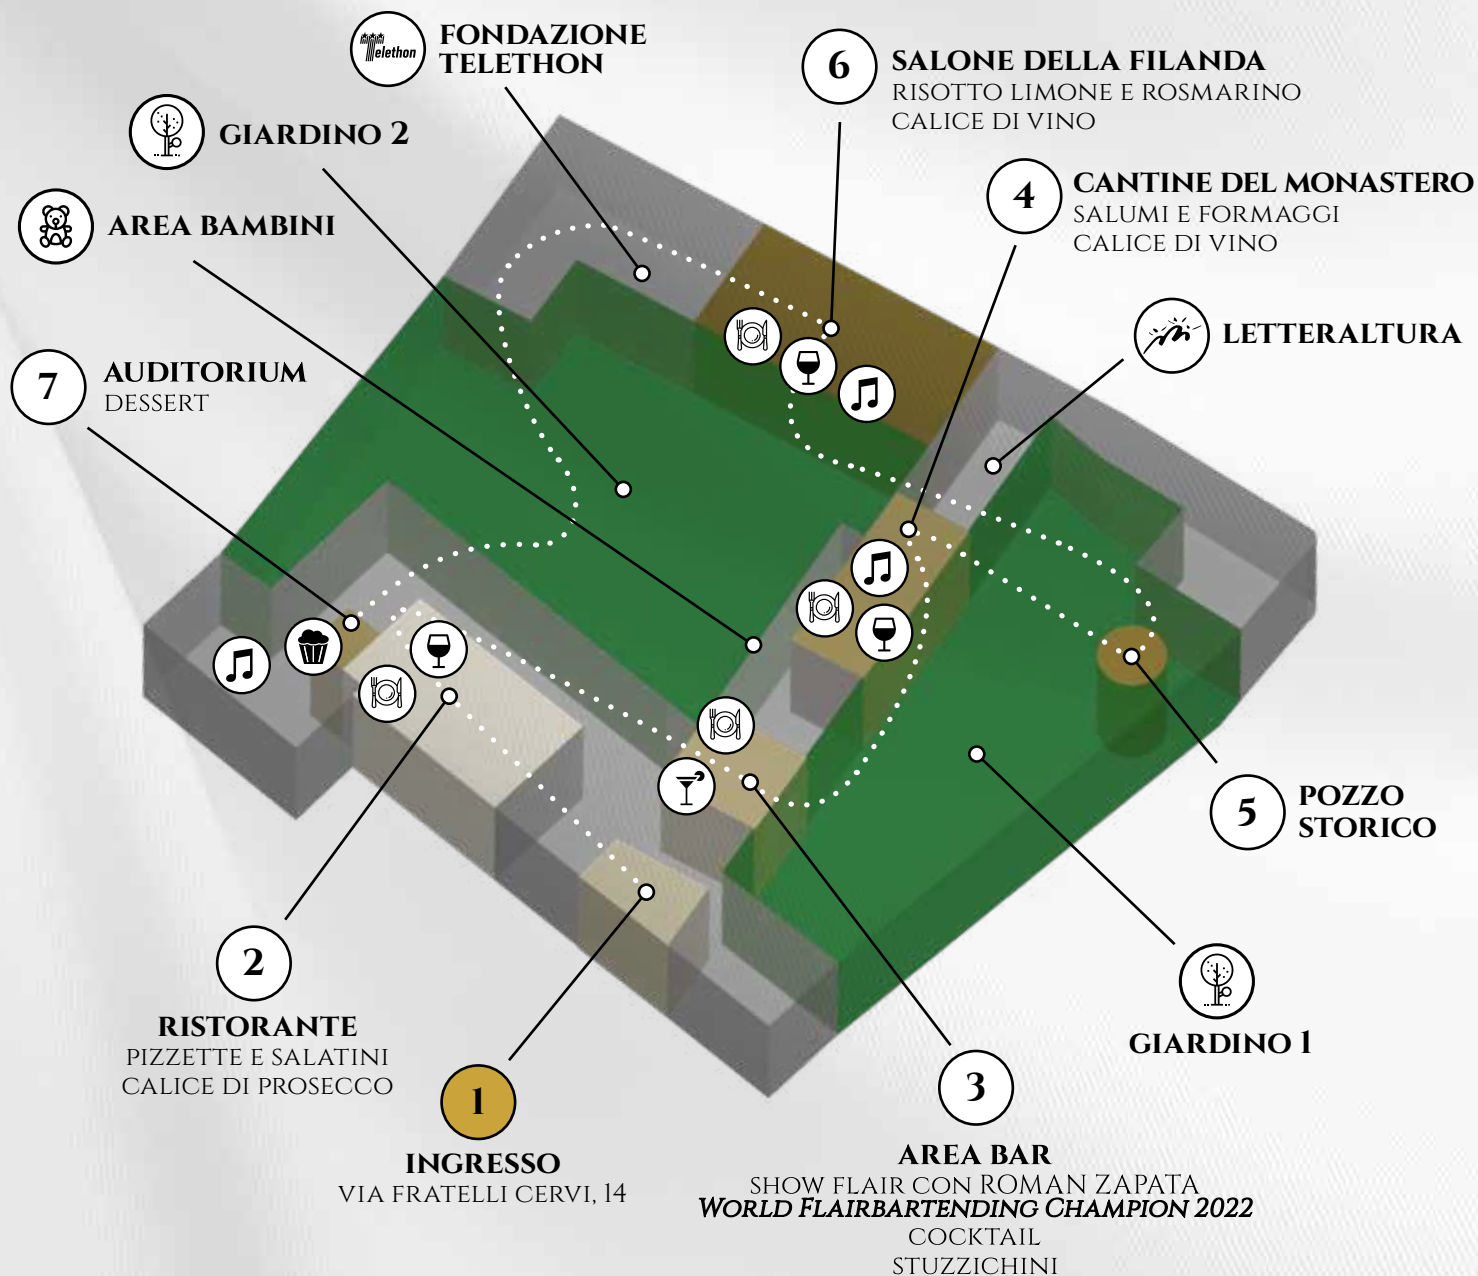 Telethon
FONDAZIONE
TELETHON
6
SALONE DELLA FILANDA
RISOTTO LIMONE E ROSMARINO
CALICE DI VINO
GIARDINO 2
4
CANTINE DEL MONASTERO
SALUMI E FORMAGGI
CALICE DI VINO
AREA BAMBINI
LETTERALTURA
7
AUDITORIUM
DESSERT
5
POZZO
STORICO
2
RISTORANTE
PIZZETTE E SALATINI
CALICE DI PROSECCO
GIARDINO 1
1
INGRESSO
VIA FRATELLI CERVI, 14
3
AREA BAR
SHOW FLAIR CON ROMAN ZAPATA
WORLD FLAIRBARTENDING CHAMPION 2022
COCKTAIL
STUZZICHINI